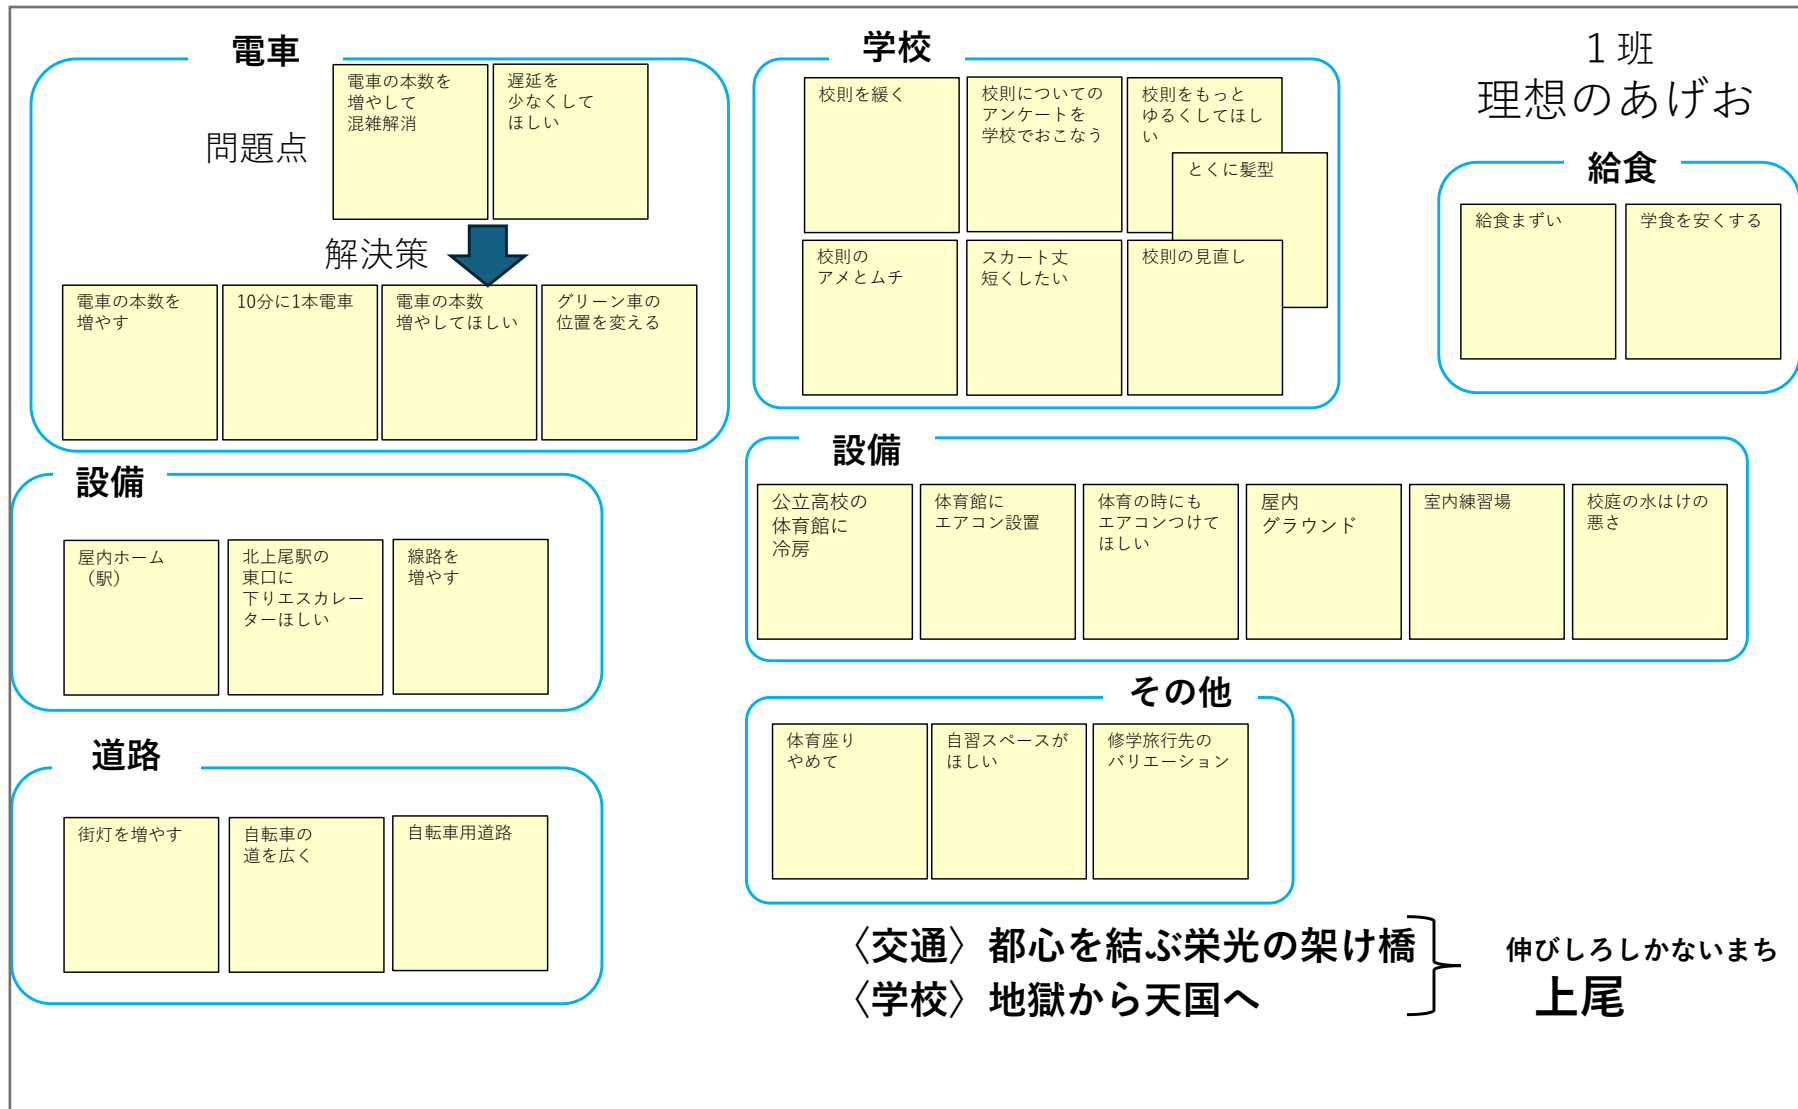 1班
理想のあげお
電車
問題点
電車の本数を
増やして
混雑解消
遅延を
少なくして
ほしい
解決策
電車の本数を
増やす
10分に1本電車
電車の本数
増やしてほしい
グリーン車の
位置を変える
設備
屋内ホーム
（駅）
北上尾駅の
東口に
下りエスカレー
ターほしい
線路を
増やす
道路
街灯を増やす
自転車の
道を広く
自転車用道路
学校
校則を緩く
校則についての
アンケートを
学校でおこなう
校則をもっと
ゆるくしてほし
い
とくに髪型
校則の
アメとムチ
スカート丈
短くしたい
校則の見直し
給食
給食まずい
学食を安くする
設備
公立高校の
体育館に
冷房
体育館に
エアコン設置
体育の時にも
エアコンつけて
ほしい
屋内
グラウンド
室内練習場
校庭の水はけの
悪さ
その他
体育座り
やめて
自習スペースが
ほしい
修学旅行先の
バリエーション
〈交通〉都心を結ぶ栄光の架け橋
〈学校〉地獄から天国へ
伸びしろしかないまち
上尾